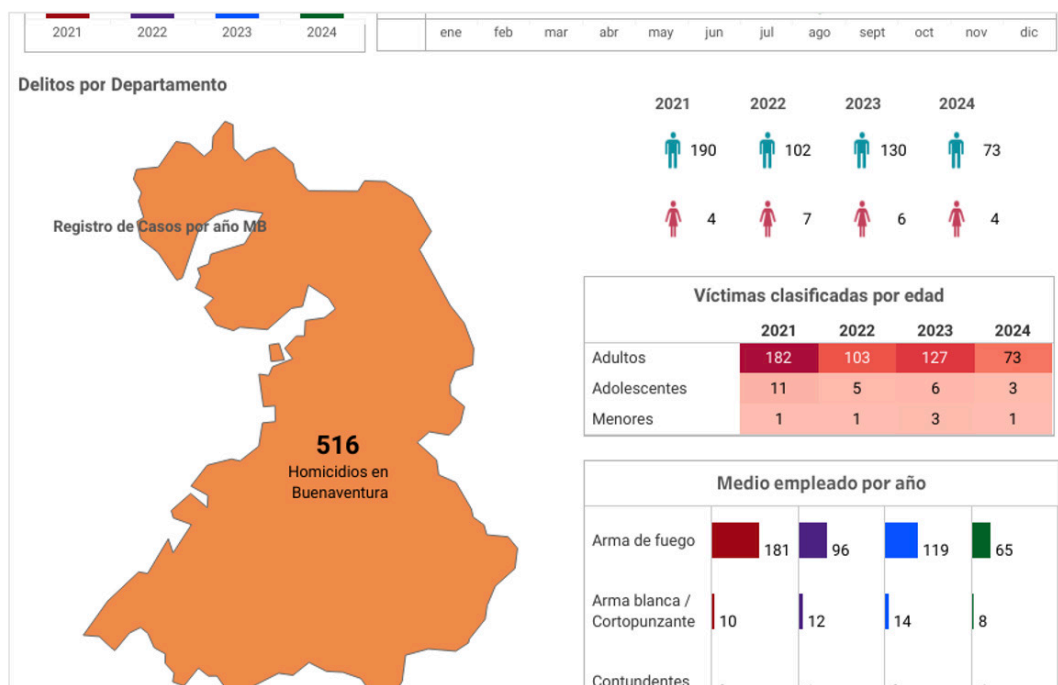 2021 2022 2023 2024
ene feb mar abr may jun jul ago sept oct nov dic
Delitos por Departamento
2021 2022 2023 2024
190 102 130 73
4 7 6 4
Registro de Casos por año MB
Víctimas clasificadas por edad
2021 2022 2023 2024
Adultos 182 103 127 73
Adolescentes 11 5 6 3
Menores 1 1 3 1
516
Homicidios en
Buenaventura
Medio empleado por año
Arma de fuego 181 96 119 65
Arma blanca /
Cortopunzante 10 12 14 8
Contundentes